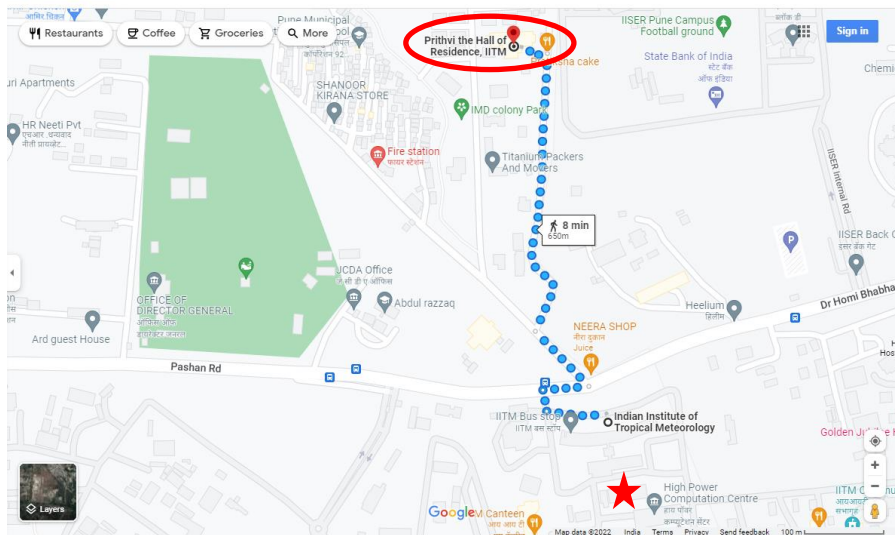 Restaurants
Coffee
Groceries
More
Pune Municipal
IISER Pune Campus
Football ground
Sign in
Prithvi the Hall of
Residence, IITM
State Bank of India
स्टेट बँक
ऑफ इंडिया
SHANOOR
KIRANA STORE
IMD colony Park
HR Neeti Pvt
Fire station
फायर स्टेशन
Titanium Packers
And Movers
IISER Internal Rd
8 min
650m
P
UCDA Office
Abdul razzaq
OFFICE OF
DIRECTOR GENERAL
Ard guest House
Pashan Rd
Heelium
हिलीम
Dr Homi Bhabha
NEERA SHOP
नीरा दुकान
Juice
IITM Bus stop
IITM बस स्टॉप
Indian Institute of
Tropical Meteorology
High Power
Computation Centre
हाय पॉवर
कम्प्युटेशन सेंटर
Layers
Google
Canteen
Map data ©2022
India
Terms
Privacy
Send feedback
100 m